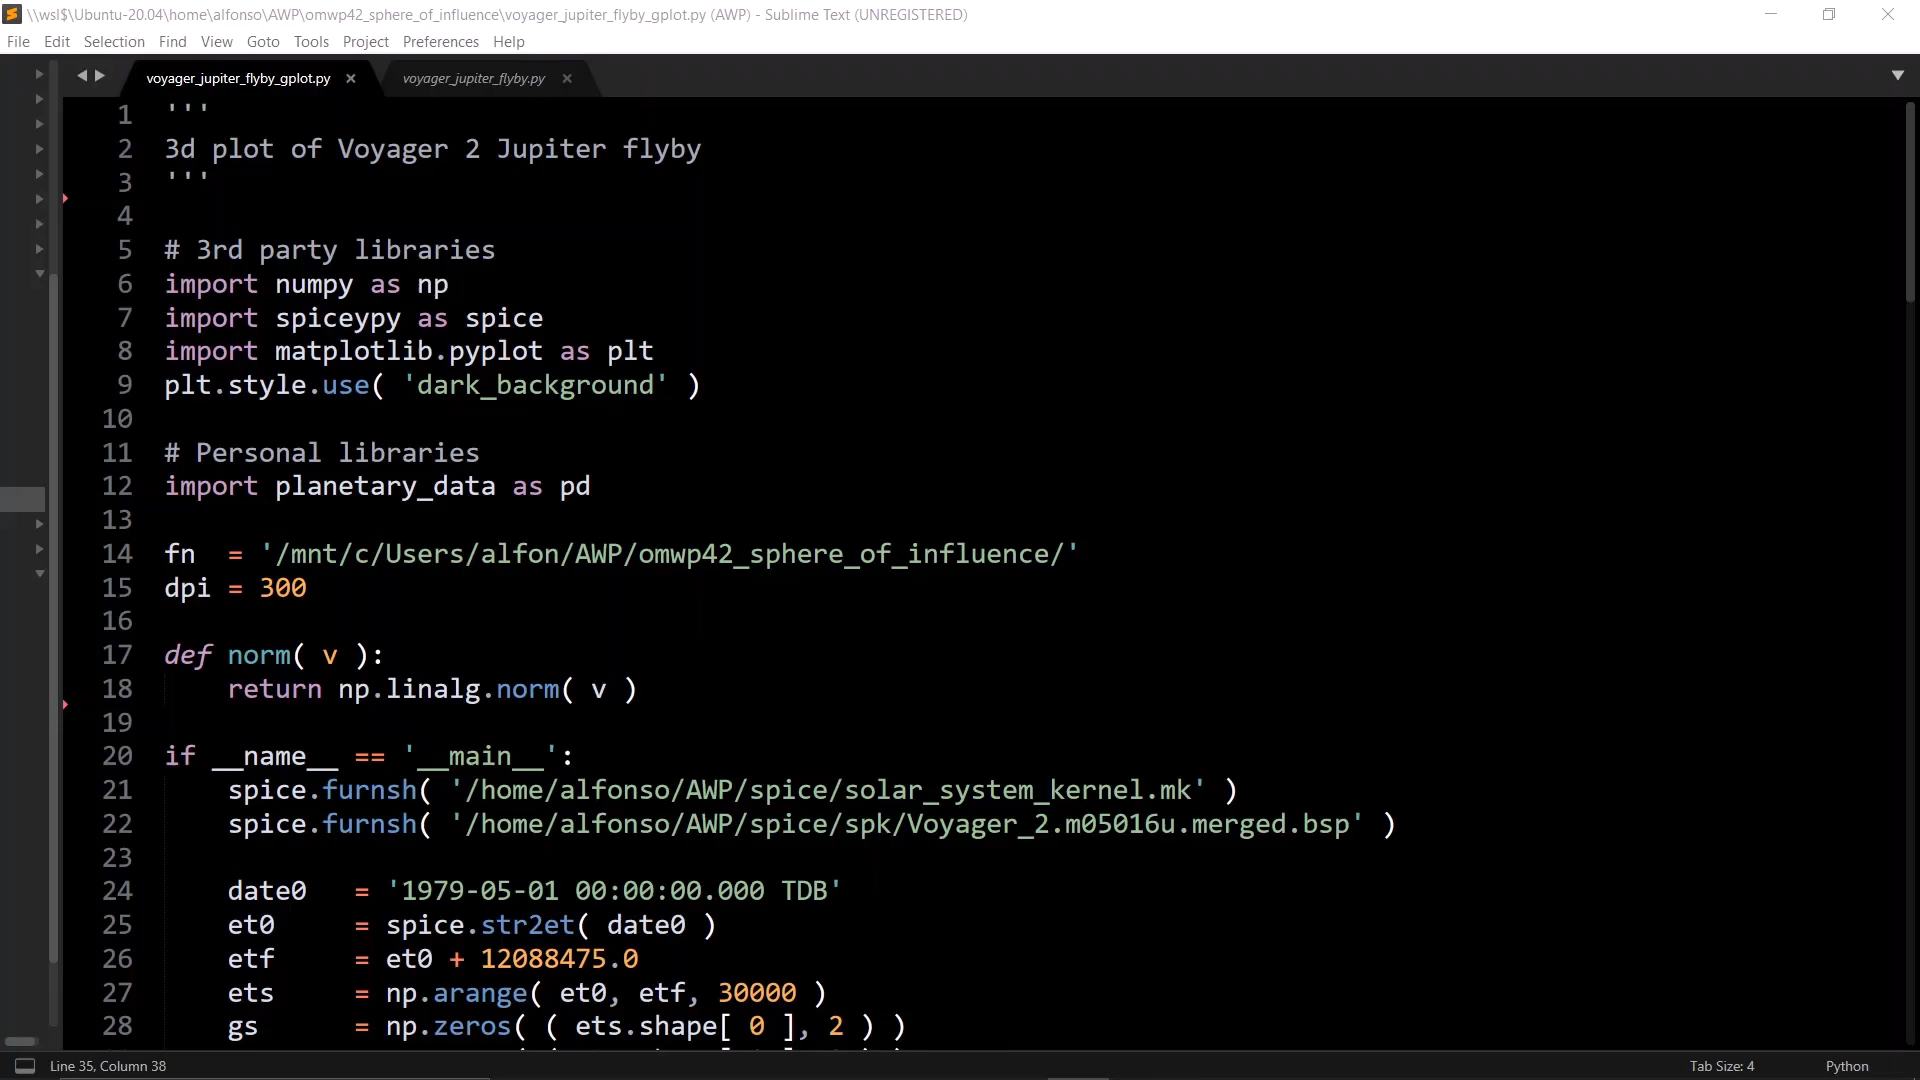 \\wsl$\Ubuntu-20.04\home\alfonso\AWP\omwp42_sphere_of_influence\voyager_jupiter_flyby_gplot.py (AWP) - Sublime Text (UNREGISTERED)
File Edit Selection Find View Goto Tools Project Preferences Help
voyager_jupiter_flyby_gplot.py voyager_jupiter_flyby.py
1 '''
2 3d plot of Voyager 2 Jupiter flyby
3 '''
4
5 # 3rd party libraries
6 import numpy as np
7 import spiceypy as spice
8 import matplotlib.pyplot as plt
9 plt.style.use( 'dark_background' )
10
11 # Personal libraries
12 import planetary_data as pd
13
14 fn  = '/mnt/c/Users/alfon/AWP/omwp42_sphere_of_influence/'
15 dpi = 300
16
17 def norm( v ):
18     return np.linalg.norm( v )
19
20 if __name__ == '__main__':
21     spice.furnsh( '/home/alfonso/AWP/spice/solar_system_kernel.mk' )
22     spice.furnsh( '/home/alfonso/AWP/spice/spk/Voyager_2.m05016u.merged.bsp' )
23
24     date0   = '1979-05-01 00:00:00.000 TDB'
25     et0     = spice.str2et( date0 )
26     etf     = et0 + 12088475.0
27     ets     = np.arange( et0, etf, 30000 )
28     gs      = np.zeros( ( ets.shape[ 0 ], 2 ) )
Line 35, Column 38 Tab Size: 4 Python